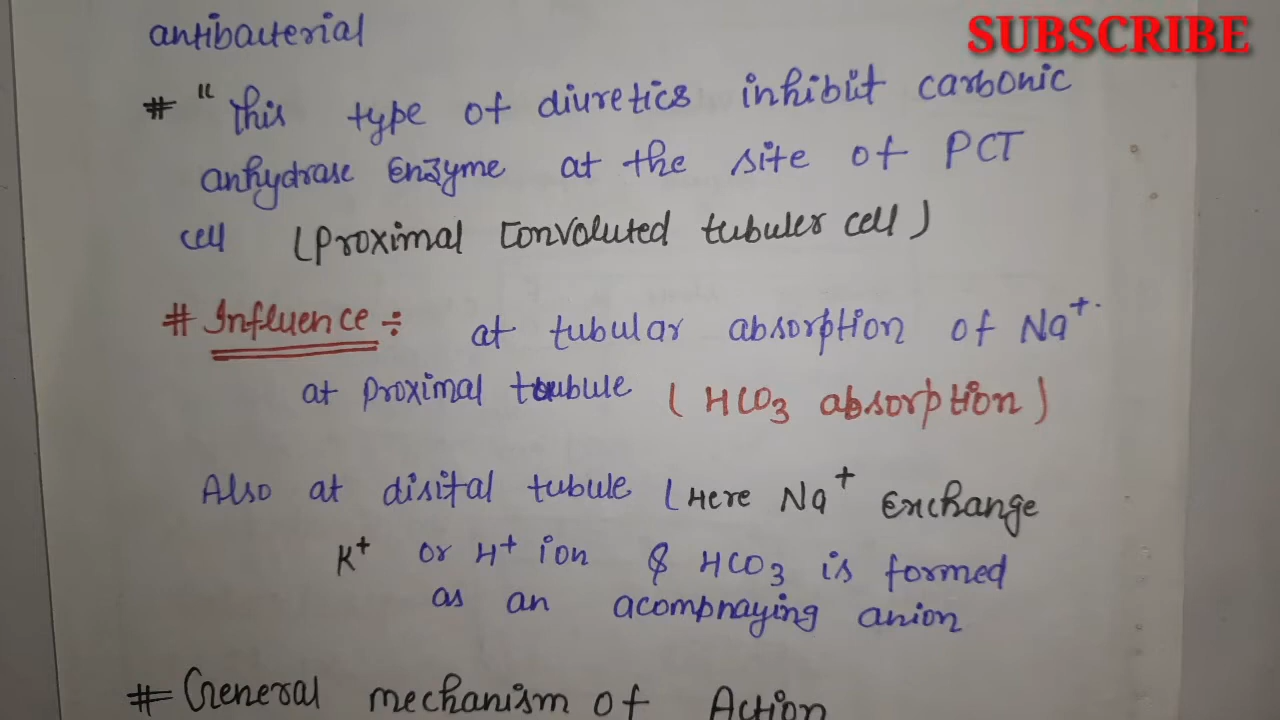 SUBSCRIBE
antibacterial
# " This type of diuretics inhibit carbonic
anhydrase Enzyme at the site of PCT
cell (Proximal Convoluted tubuler cell)
# Influence ÷ at tubular absorption of Na+
at proximal tubule (HCO3 absorption)
Also at disital tubule (Here Na+ Exchange
K+ or H+ ion & HCO3 is formed
as an acompnaying anion
# General mechanism of Action